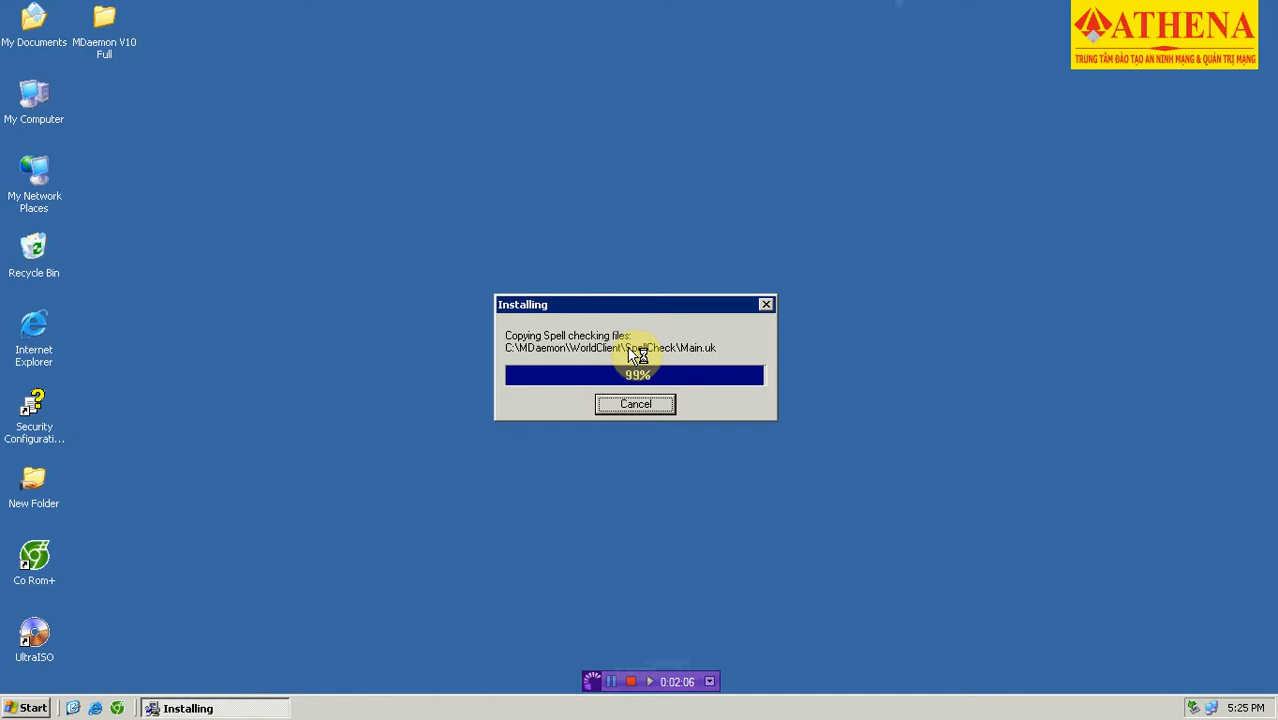 My Documents
MDaemon V10
Full
ATHENA
TRUNG TÂM ĐÀO TẠO AN NINH MẠNG & QUẢN TRỊ MẠNG
My Computer
My Network
Places
Recycle Bin
Internet
Explorer
Security
Configurati...
New Folder
Co Rom+
UltraISO
Installing
Copying Spell checking files:
C:\MDaemon\WorldClient\SpellCheck\Main.uk
99%
Cancel
0:02:06
Start
Installing
5:25 PM